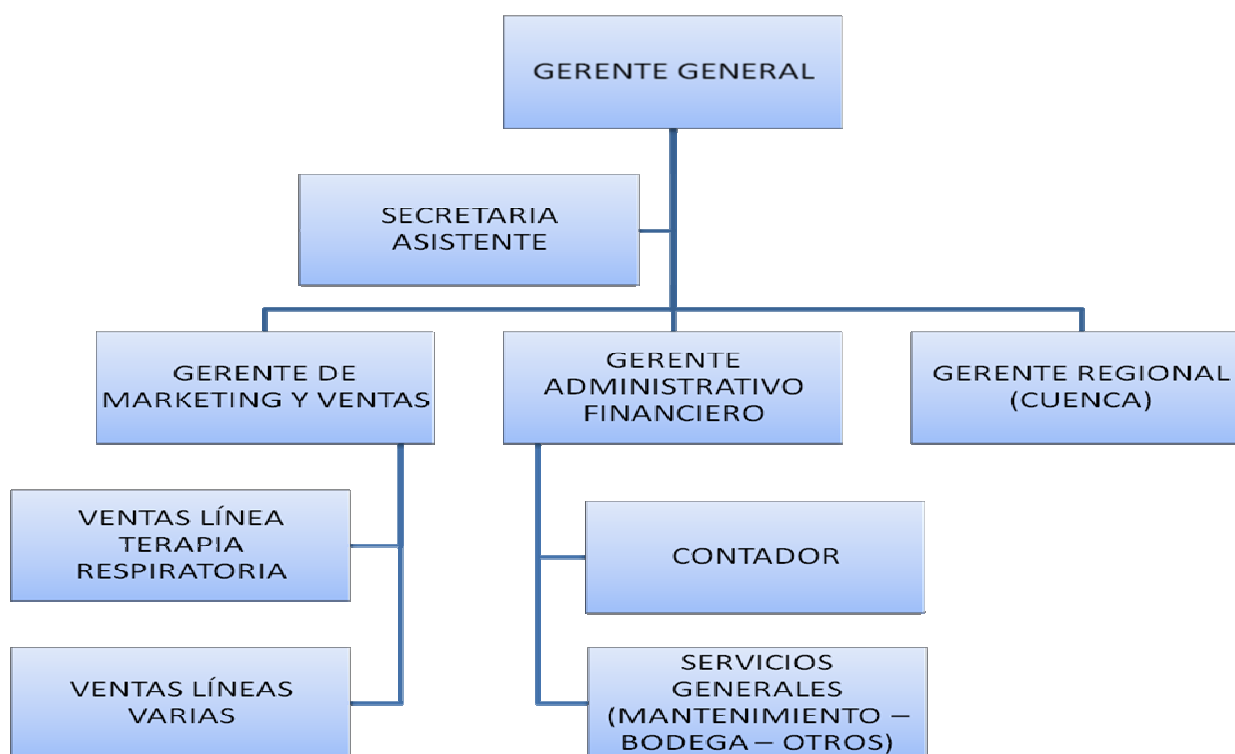 GERENTE GENERAL
SECRETARIA
ASISTENTE
GERENTE DE
MARKETING Y VENTAS
GERENTE
ADMINISTRATIVO
FINANCIERO
GERENTE REGIONAL
(CUENCA)
VENTAS LÍNEA
TERAPIA
RESPIRATORIA
CONTADOR
VENTAS LÍNEAS
VARIAS
SERVICIOS
GENERALES
(MANTENIMIENTO –
BODEGA – OTROS)